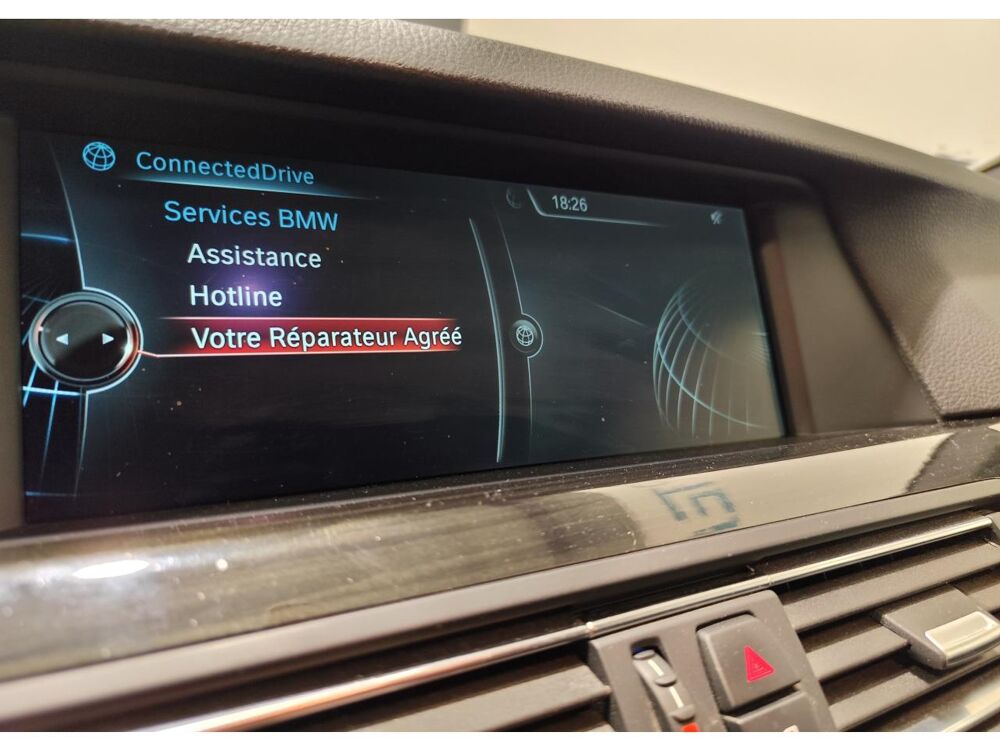 ConnectedDrive
18:26
Services BMW
Assistance
Hotline
Votre Réparateur Agréé